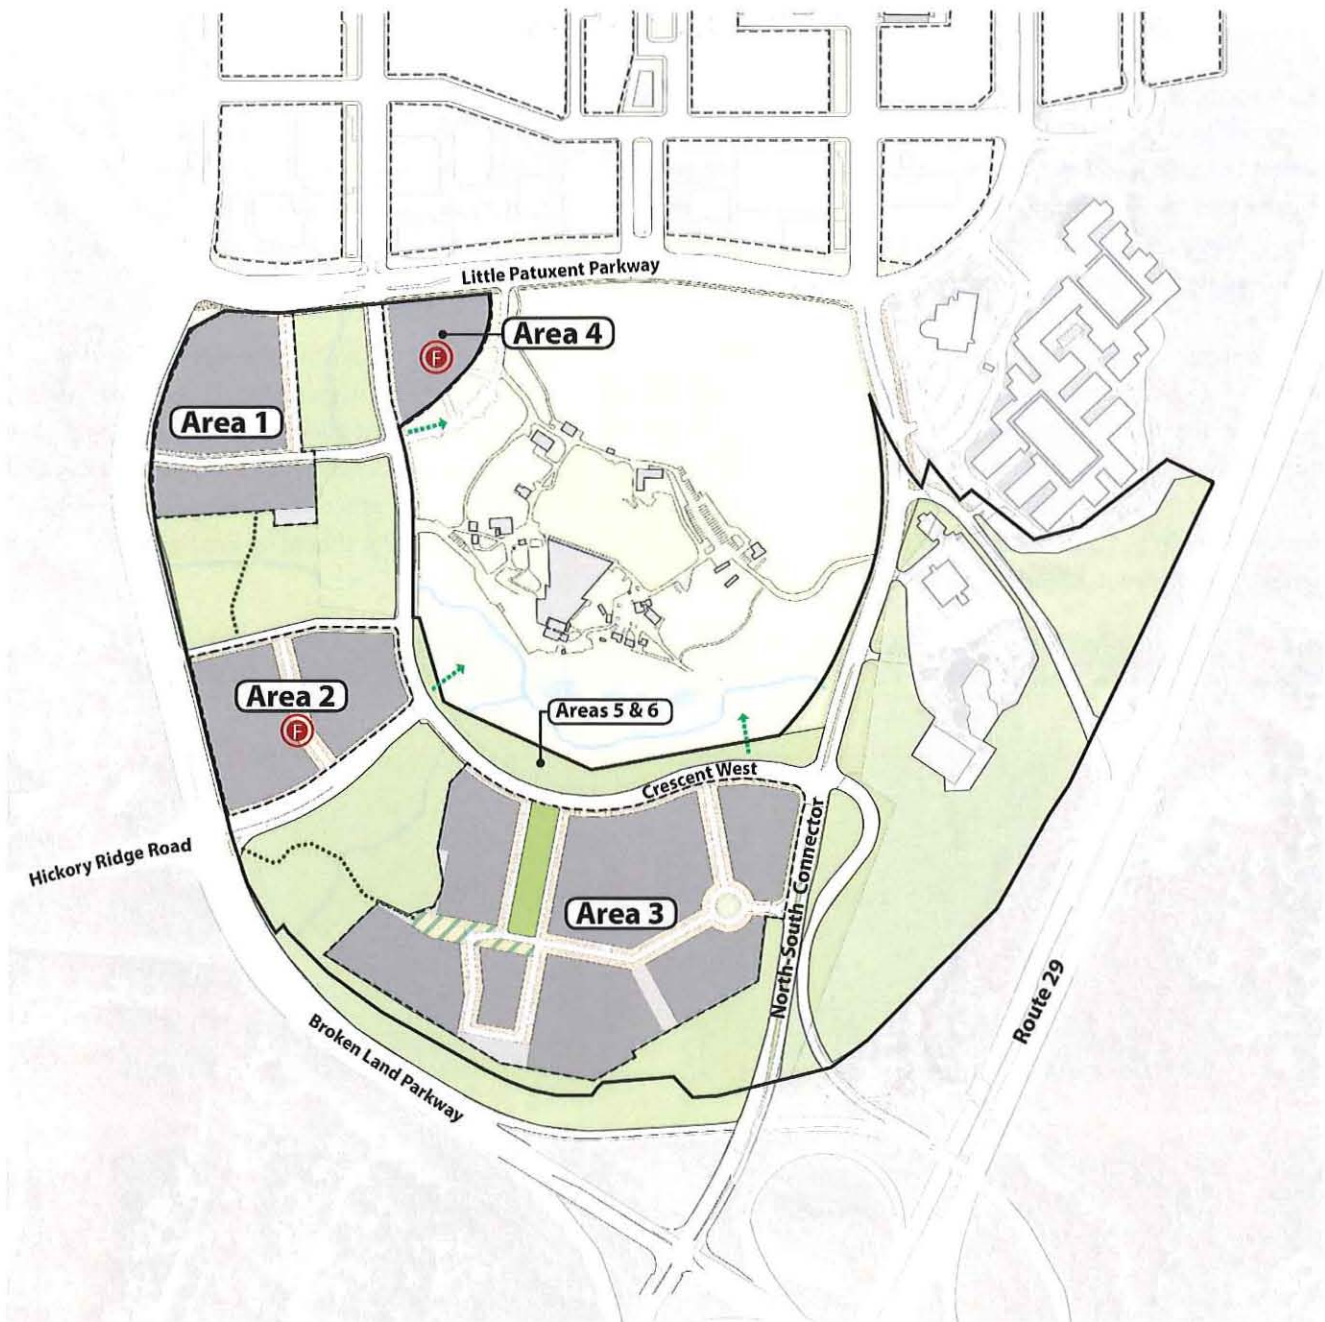 Little Patuxent Parkway
Area 4
F
Area 1
Area 2
F
Areas 5 & 6
Crescent West
Hickory Ridge Road
Area 3
North-South Connector
Route 29
Broken Land Parkway